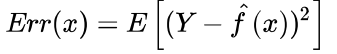 Err(x) = E[(Y − f̂ (x))²]